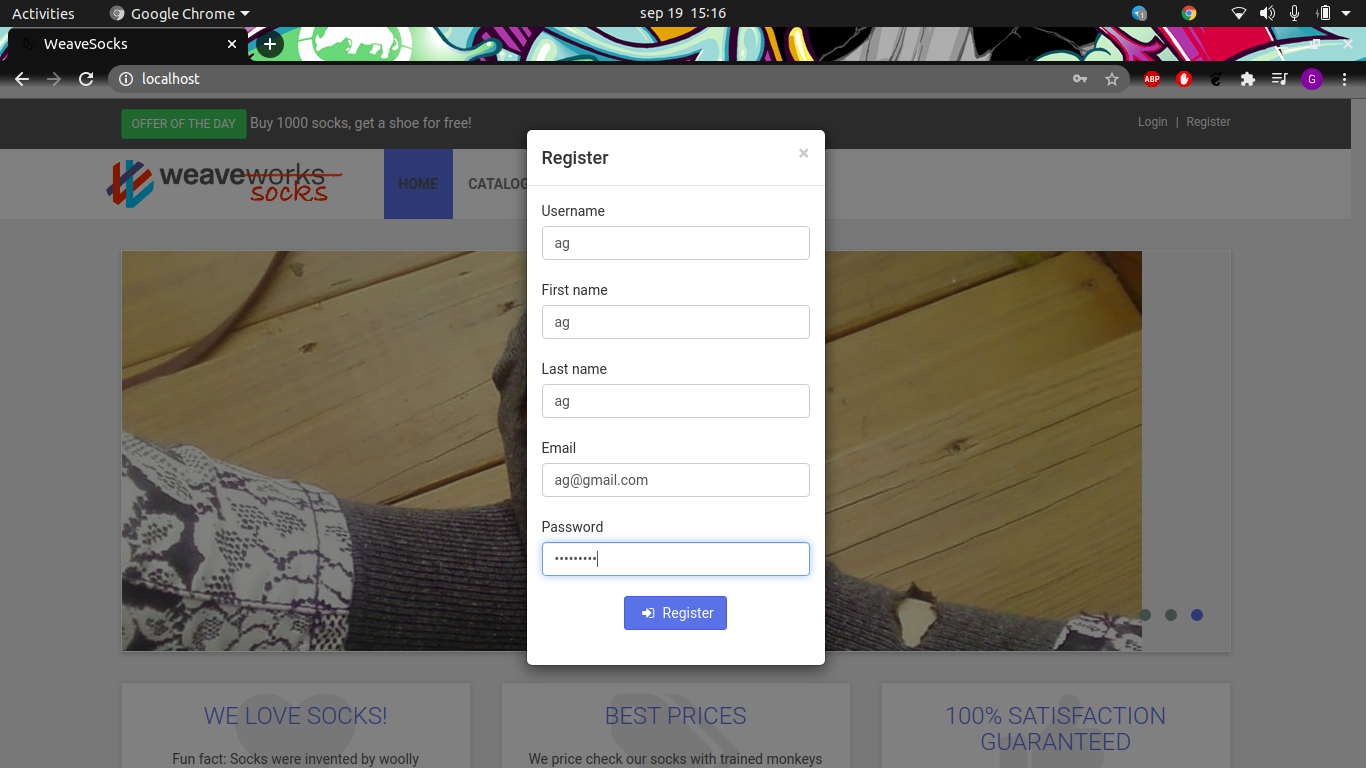 Activities Google Chrome sep 19 15:16
WeaveSocks
localhost ABP G
OFFER OF THE DAY Buy 1000 socks, get a shoe for free! Login | Register
weaveworks socks HOME CATALOG
Register ×
Username
ag
First name
ag
Last name
ag
Email
ag@gmail.com
Password
•••••••••
Register
WE LOVE SOCKS!
Fun fact: Socks were invented by woolly
BEST PRICES
We price check our socks with trained monkeys
100% SATISFACTION
GUARANTEED